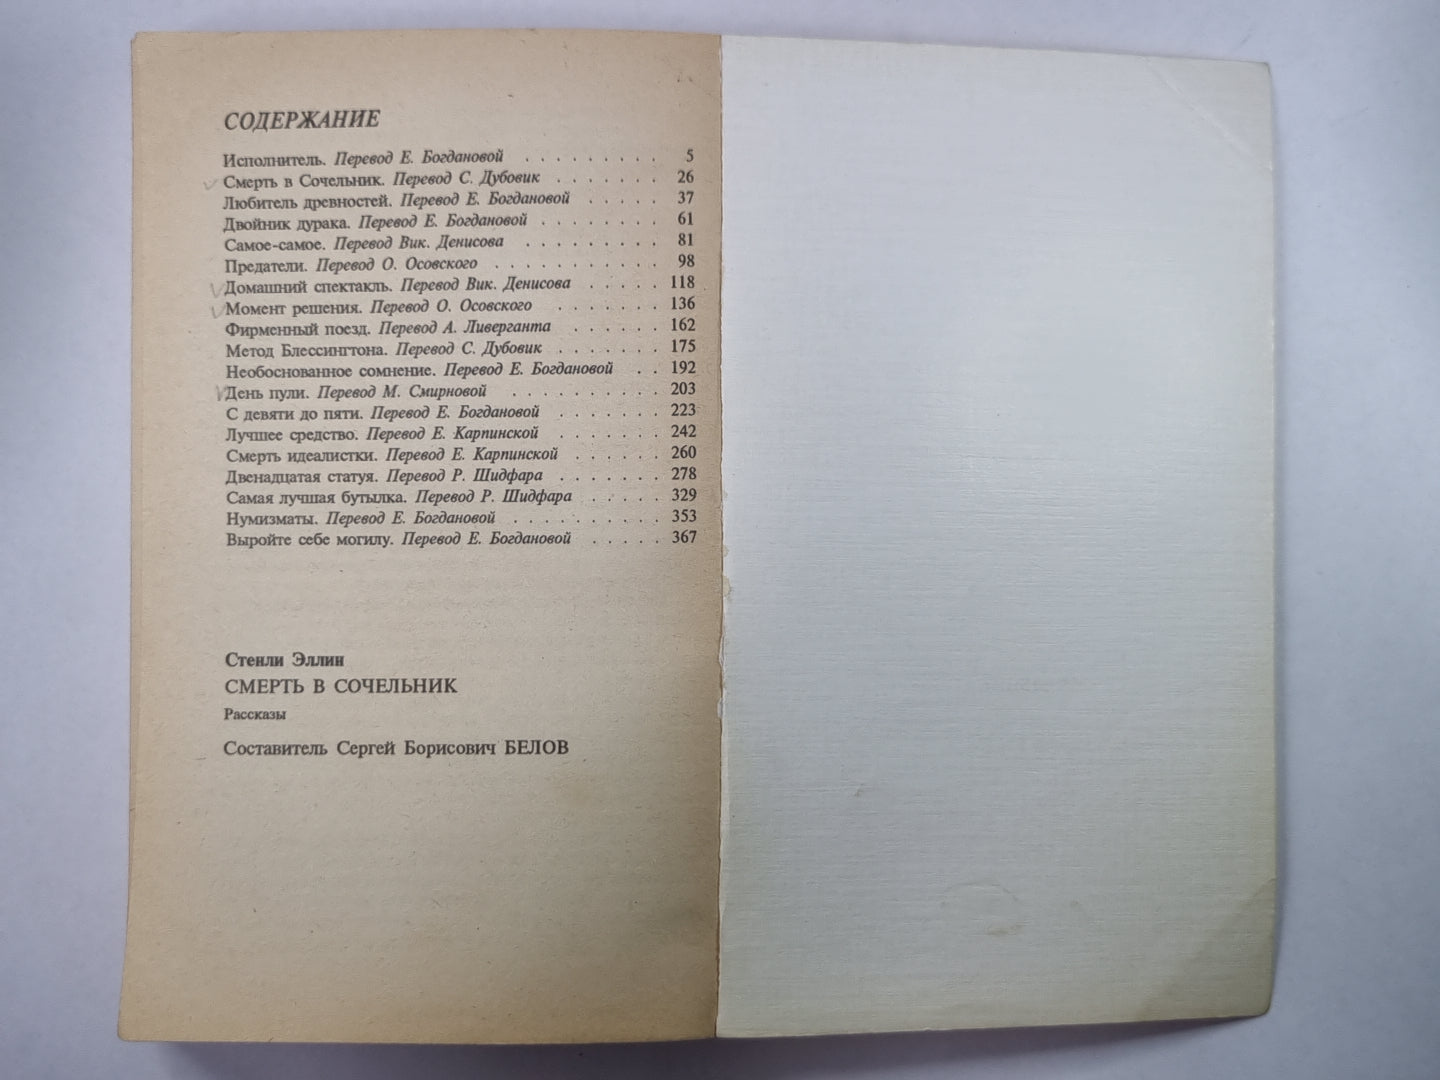 СОДЕРЖАНИЕ
Исполнитель. Перевод Е. Богдановой . . . . . . . . . 5
Смерть в Сочельник. Перевод С. Дубовик . . . . . . . 26
Любитель древностей. Перевод Е. Богдановой . . . . . 37
Двойник дурака. Перевод Е. Богдановой . . . . . . . . 61
Самое-самое. Перевод Вик. Денисова . . . . . . . . . 81
Предатели. Перевод О. Осовского . . . . . . . . . . . 98
Домашний спектакль. Перевод Вик. Денисова . . . . . 118
Момент решения. Перевод О. Осовского . . . . . . . 136
Фирменный поезд. Перевод А. Ливерганта . . . . . . 162
Метод Блессингтона. Перевод С. Дубовик . . . . . . . 175
Необоснованное сомнение. Перевод Е. Богдановой . . 192
День пули. Перевод М. Смирновой . . . . . . . . . . 203
С девяти до пяти. Перевод Е. Богдановой . . . . . . . 223
Лучшее средство. Перевод Е. Карпинской . . . . . . . 242
Смерть идеалистки. Перевод Е. Карпинской . . . . . . 260
Двенадцатая статуя. Перевод Р. Шидфара . . . . . . . 278
Самая лучшая бутылка. Перевод Р. Шидфара . . . . . 329
Нумизматы. Перевод Е. Богдановой . . . . . . . . . . 353
Выройте себе могилу. Перевод Е. Богдановой . . . . . 367
Стенли Эллин
СМЕРТЬ В СОЧЕЛЬНИК
Рассказы
Составитель Сергей Борисович БЕЛОВ